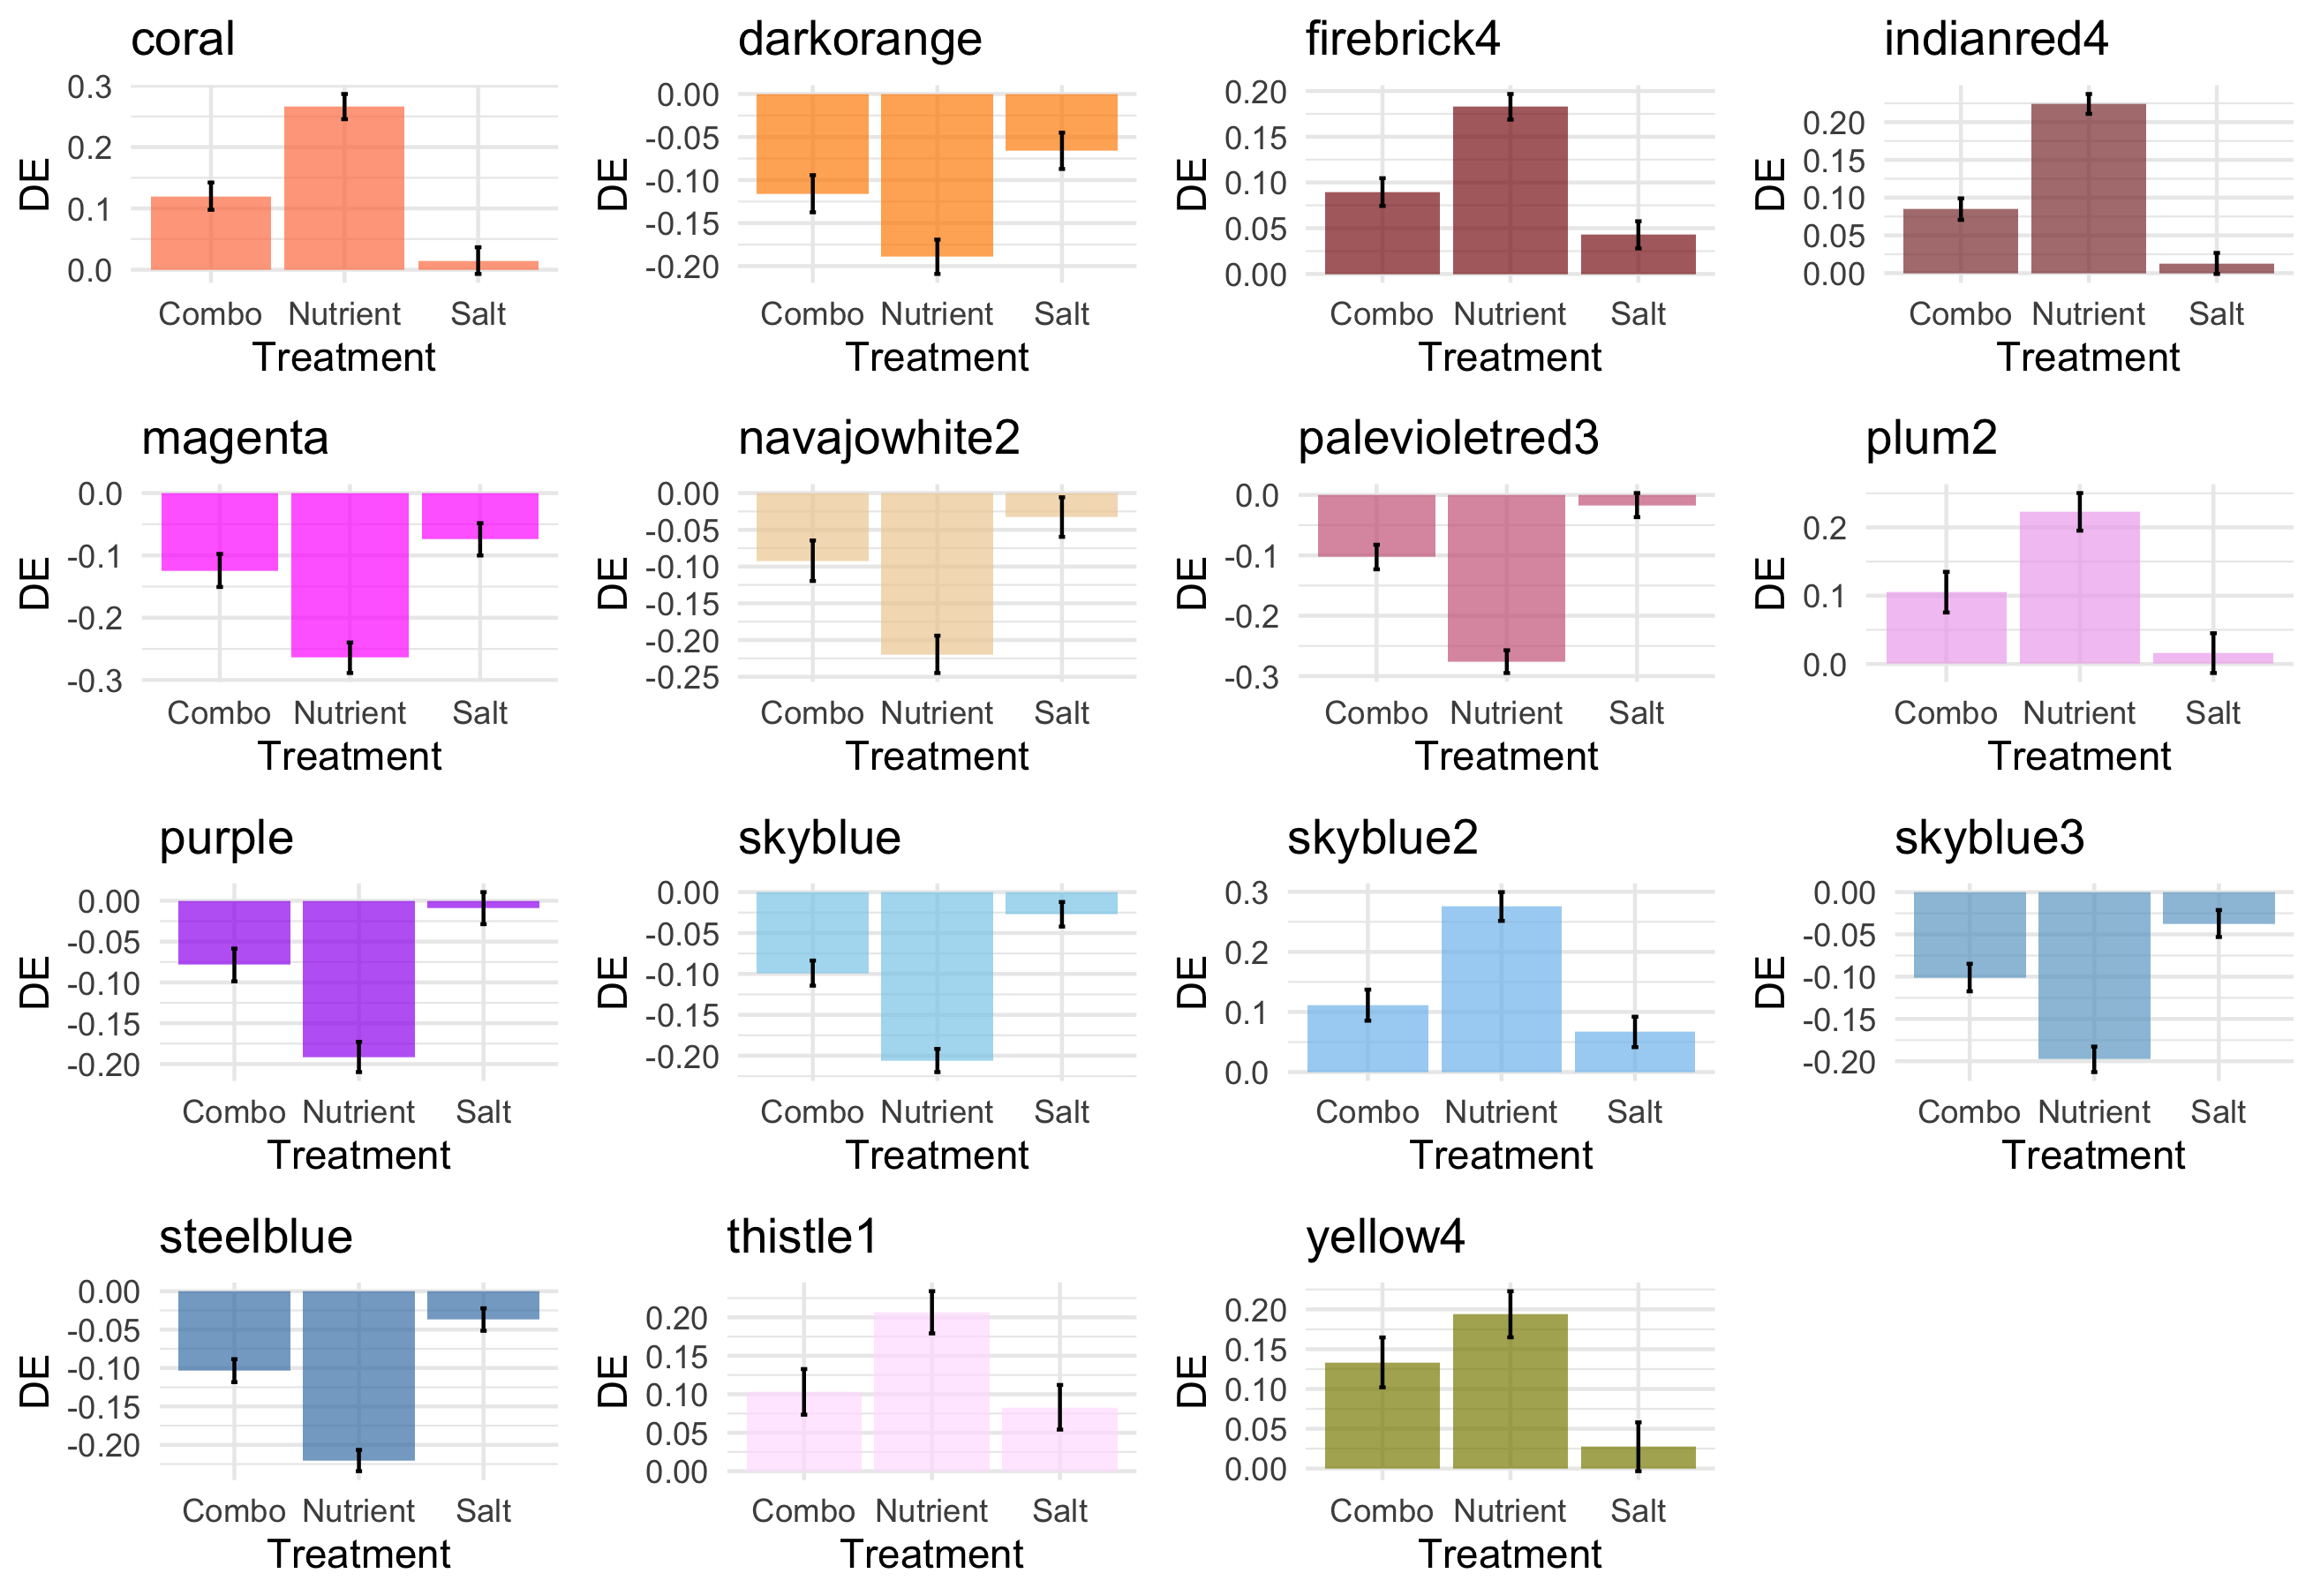 coral
DE
0.3
0.2
0.1
0.0
Combo Nutrient Salt
Treatment
darkorange
DE
0.00
-0.05
-0.10
-0.15
-0.20
Combo Nutrient Salt
Treatment
firebrick4
DE
0.20
0.15
0.10
0.05
0.00
Combo Nutrient Salt
Treatment
indianred4
DE
0.20
0.15
0.10
0.05
0.00
Combo Nutrient Salt
Treatment
magenta
DE
0.0
-0.1
-0.2
-0.3
Combo Nutrient Salt
Treatment
navajowhite2
DE
0.00
-0.05
-0.10
-0.15
-0.20
-0.25
Combo Nutrient Salt
Treatment
palevioletred3
DE
0.0
-0.1
-0.2
-0.3
Combo Nutrient Salt
Treatment
plum2
DE
0.2
0.1
0.0
Combo Nutrient Salt
Treatment
purple
DE
0.00
-0.05
-0.10
-0.15
-0.20
Combo Nutrient Salt
Treatment
skyblue
DE
0.00
-0.05
-0.10
-0.15
-0.20
Combo Nutrient Salt
Treatment
skyblue2
DE
0.3
0.2
0.1
0.0
Combo Nutrient Salt
Treatment
skyblue3
DE
0.00
-0.05
-0.10
-0.15
-0.20
Combo Nutrient Salt
Treatment
steelblue
DE
0.00
-0.05
-0.10
-0.15
-0.20
Combo Nutrient Salt
Treatment
thistle1
DE
0.20
0.15
0.10
0.05
0.00
Combo Nutrient Salt
Treatment
yellow4
DE
0.20
0.15
0.10
0.05
0.00
Combo Nutrient Salt
Treatment